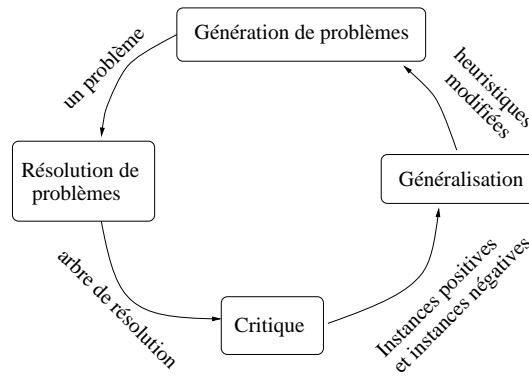 Génération de problèmes
un problème
heuristiques
modifiées
Résolution de
problèmes
Généralisation
arbre de résolution
Critique
Instances positives
et instances négatives